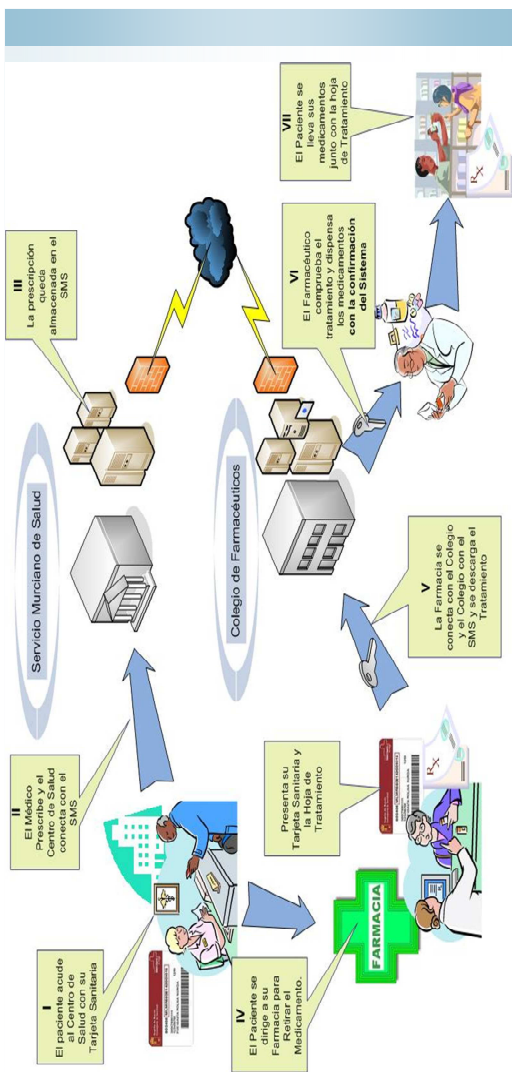 I
El paciente acude
al Centro de
Salud con su
Tarjeta Sanitaria
II
El Médico
Prescribe y el
Centro de Salud
conecta con el
SMS
Servicio Murciano de Salud
III
La prescripción
queda
almacenada en el
SMS
IV
El Paciente se
dirige a su
Farmacia para
Retirar el
Medicamento.
FARMACIA
Presenta su
Tarjeta Sanitaria y
la Hoja de
Tratamiento
Rx
V
La Farmacia se
conecta con el Colegio
y el Colegio con el
SMS y se descarga el
Tratamiento
Colegio de Farmacéuticos
VI
El Farmacéutico
comprueba el
tratamiento y dispensa
los medicamentos
con la confirmación
del Sistema
VII
El Paciente se
lleva sus
medicamentos
junto con la hoja
de Tratamiento
Rx